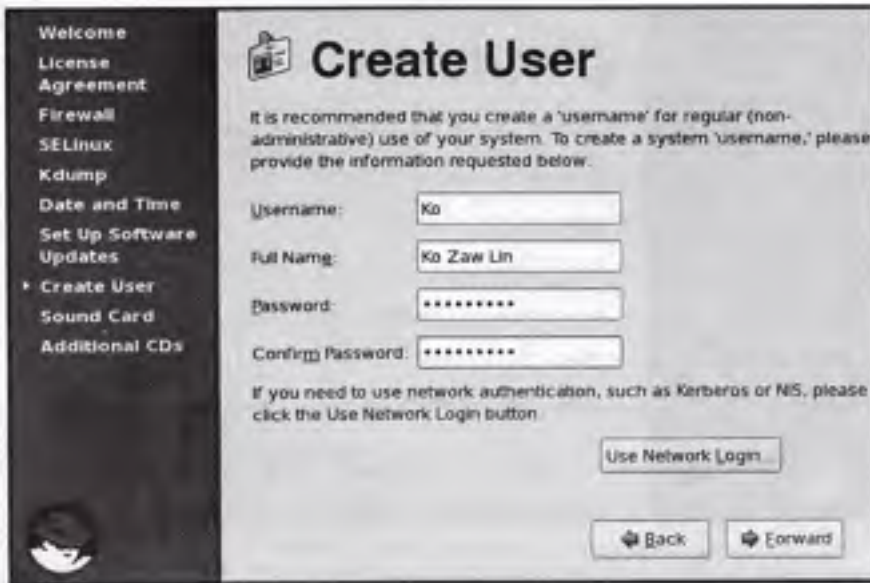 Welcome
License
Agreement
Firewall
SELinux
Kdump
Date and Time
Set Up Software
Updates
Create User
Sound Card
Additional CDs
Create User
It is recommended that you create a 'username' for regular (non-
administrative) use of your system. To create a system 'username,' please
provide the information requested below.
Username:
Ko
Full Name:
Ko Zaw Lin
Password:
•••••••••
Confirm Password:
•••••••••
If you need to use network authentication, such as Kerberos or NIS, please
click the Use Network Login button
Use Network Login...
Back
Forward